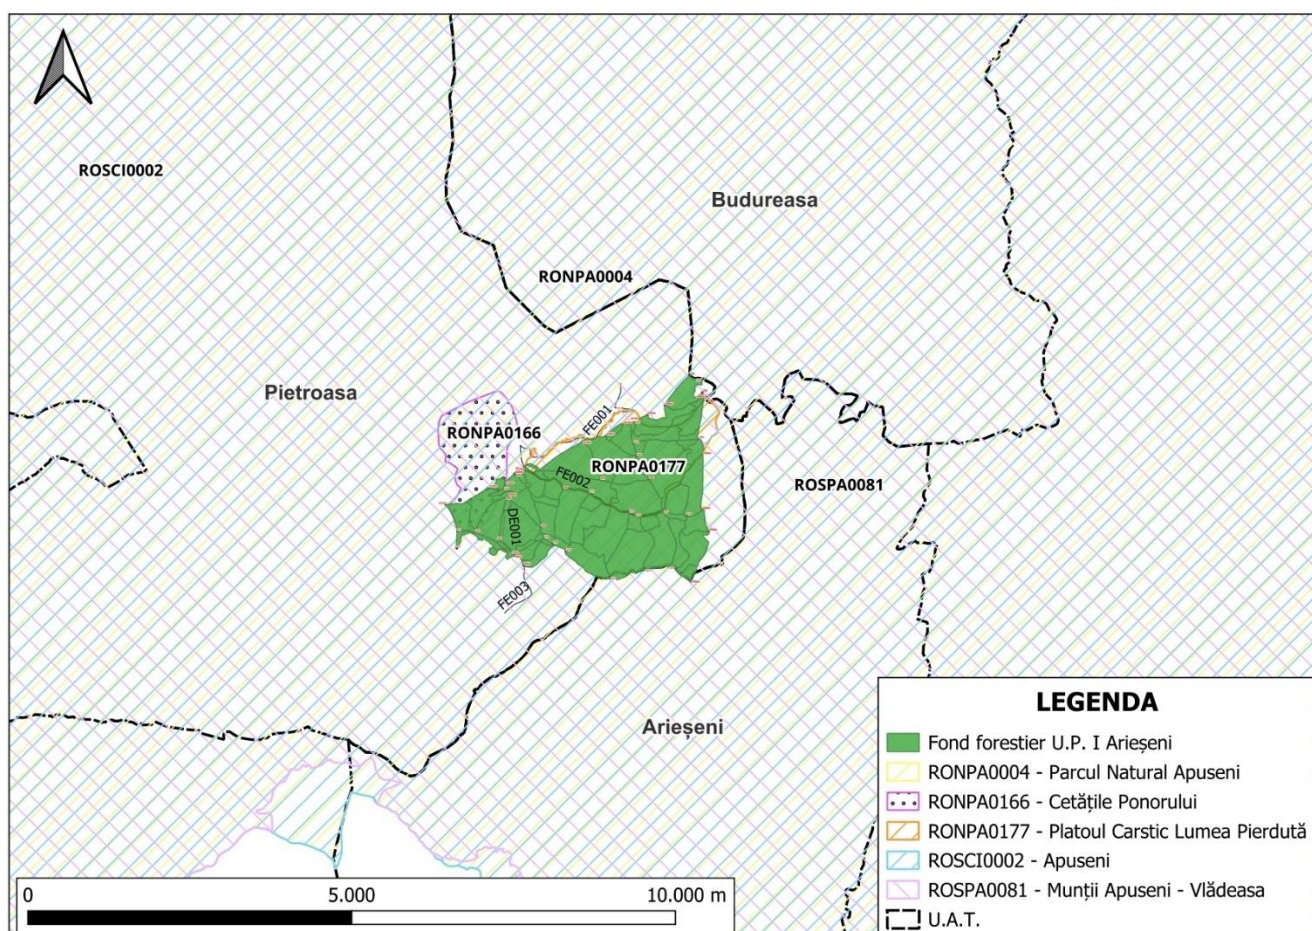 ROSCI0002
Budureasa
RONPA0004
Pietroasa
RONPA0166
FE001
RONPA0177
FE002
ROSPA0081
DE001
FE003
Arieșeni
LEGENDA
Fond forestier U.P. I Arieșeni
RONPA0004 - Parcul Natural Apuseni
RONPA0166 - Cetățile Ponorului
RONPA0177 - Platoul Carstic Lumea Pierdută
ROSCI0002 - Apuseni
ROSPA0081 - Munții Apuseni - Vlădeasa
U.A.T.
0 5.000 10.000 m